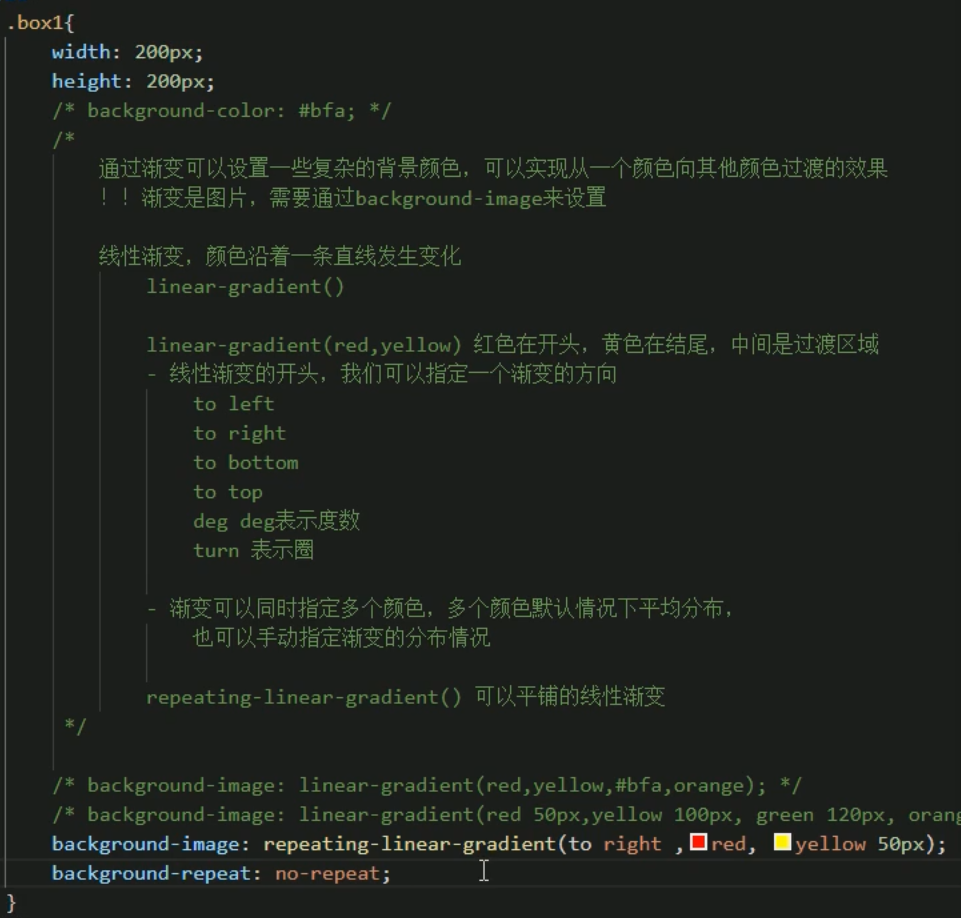 .box1{
width: 200px;
height: 200px;
/* background-color: #bfa; */
/*
通过渐变可以设置一些复杂的背景颜色，可以实现从一个颜色向其他颜色过渡的效果
！！渐变是图片，需要通过background-image来设置
线性渐变，颜色沿着一条直线发生变化
linear-gradient()
linear-gradient(red,yellow) 红色在开头，黄色在结尾，中间是过渡区域
- 线性渐变的开头，我们可以指定一个渐变的方向
to left
to right
to bottom
to top
deg deg表示度数
turn 表示圈
- 渐变可以同时指定多个颜色，多个颜色默认情况下平均分布，
也可以手动指定渐变的分布情况
repeating-linear-gradient() 可以平铺的线性渐变
*/
/* background-image: linear-gradient(red,yellow,#bfa,orange); */
/* background-image: linear-gradient(red 50px,yellow 100px, green 120px, orang
background-image: repeating-linear-gradient(to right ,red, yellow 50px);
background-repeat: no-repeat;
}